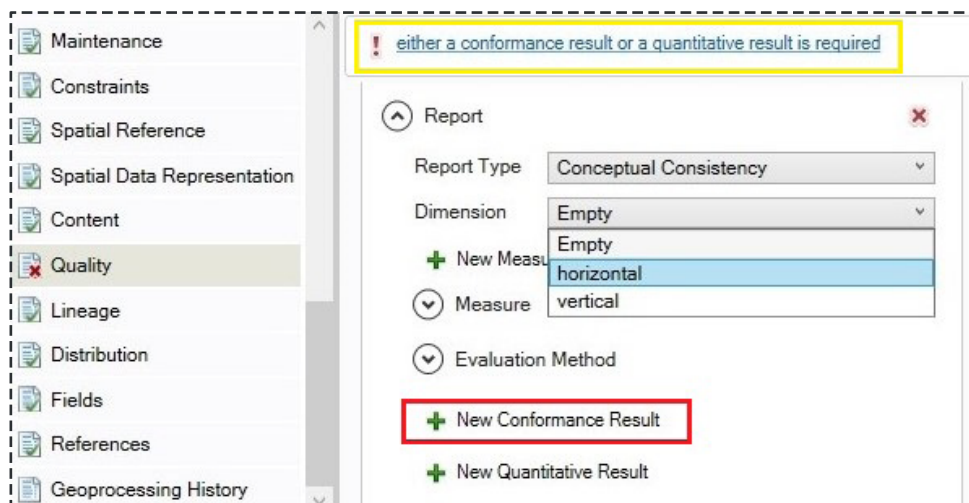 Maintenance
Constraints
Spatial Reference
Spatial Data Representation
Content
Quality
Lineage
Distribution
Fields
References
Geoprocessing History
either a conformance result or a quantitative result is required
Report
Report Type Conceptual Consistency
Dimension Empty
Empty
New Measu
horizontal
Measure vertical
Evaluation Method
New Conformance Result
New Quantitative Result